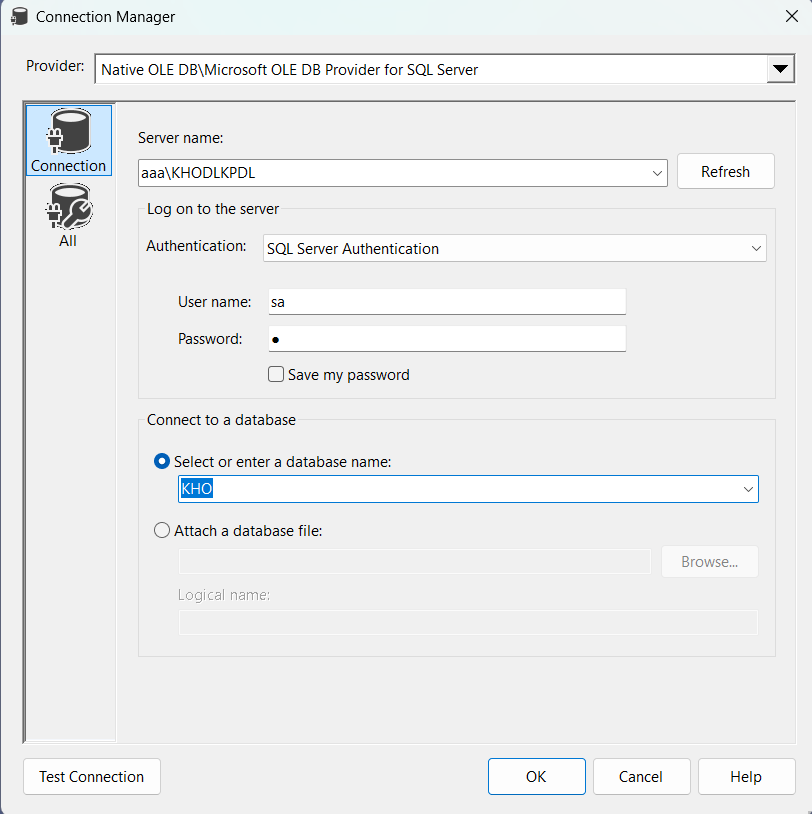 Connection Manager
Provider: Native OLE DB\Microsoft OLE DB Provider for SQL Server
Connection
All
Server name:
aaa\KHODLKPDL Refresh
Log on to the server
Authentication: SQL Server Authentication
User name: sa
Password: ●
Save my password
Connect to a database
Select or enter a database name:
KHO
Attach a database file:
Browse...
Logical name:
Test Connection OK Cancel Help